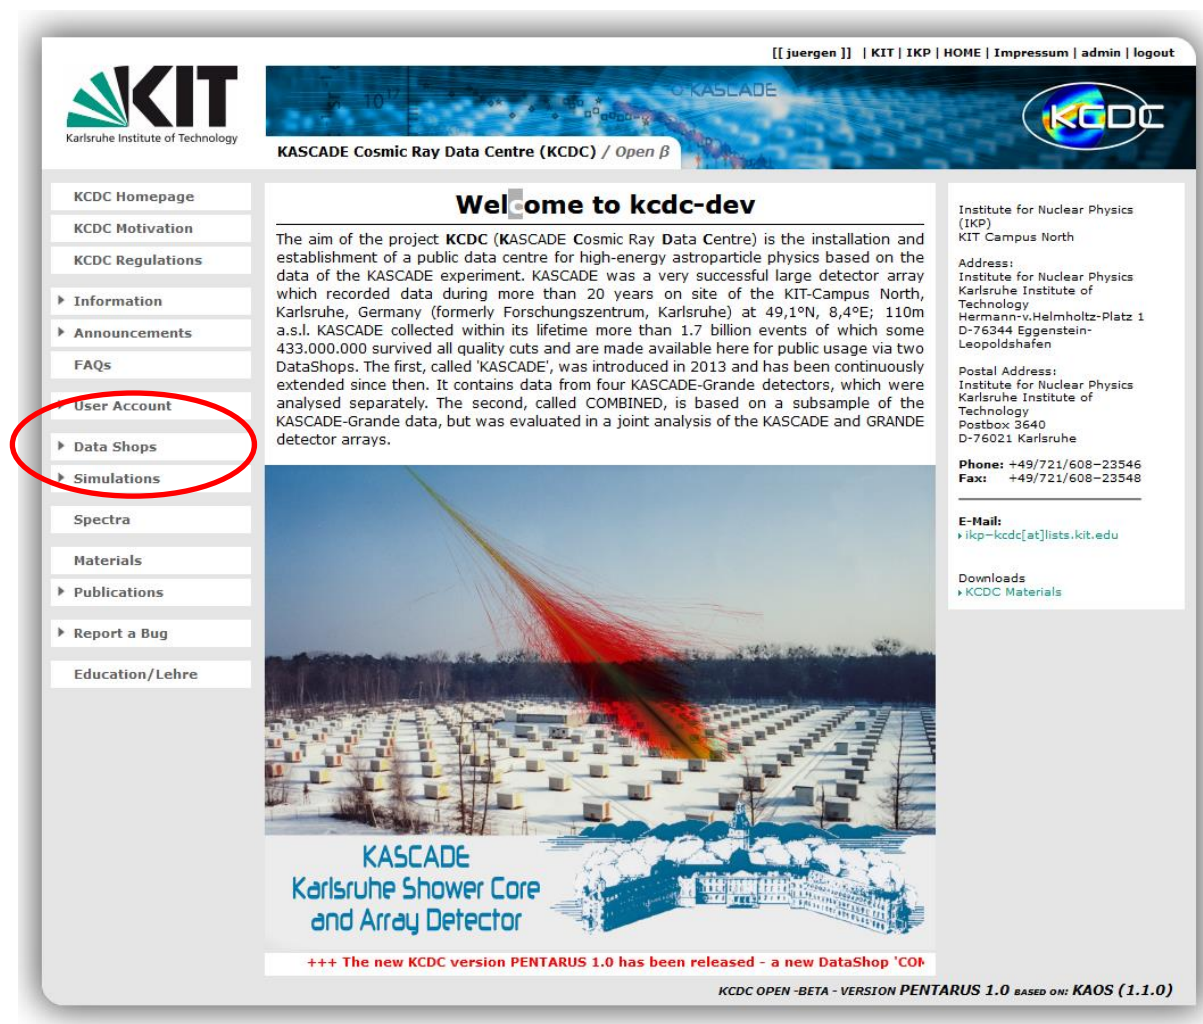 [[ juergen ]] | KIT | IKP | HOME | Impressum | admin | logout
KIT
Karlsruhe Institute of Technology
KASCADE
KCDC
KASCADE Cosmic Ray Data Centre (KCDC) / Open β
KCDC Homepage
KCDC Motivation
KCDC Regulations
Information
Announcements
FAQs
User Account
Data Shops
Simulations
Spectra
Materials
Publications
Report a Bug
Education/Lehre
Welcome to kcdc-dev
The aim of the project KCDC (KASCADE Cosmic Ray Data Centre) is the installation and
establishment of a public data centre for high-energy astroparticle physics based on the
data of the KASCADE experiment. KASCADE was a very successful large detector array
which recorded data during more than 20 years on site of the KIT-Campus North,
Karlsruhe, Germany (formerly Forschungszentrum, Karlsruhe) at 49,1ºN, 8,4ºE; 110m
a.s.l. KASCADE collected within its lifetime more than 1.7 billion events of which some
433.000.000 survived all quality cuts and are made available here for public usage via two
DataShops. The first, called 'KASCADE', was introduced in 2013 and has been continuously
extended since then. It contains data from four KASCADE-Grande detectors, which were
analysed separately. The second, called COMBINED, is based on a subsample of the
KASCADE-Grande data, but was evaluated in a joint analysis of the KASCADE and GRANDE
detector arrays.
KASCADE
Karlsruhe Shower Core
and Array Detector
+++ The new KCDC version PENTARUS 1.0 has been released - a new DataShop 'COM
Institute for Nuclear Physics
(IKP)
KIT Campus North
Address:
Institute for Nuclear Physics
Karlsruhe Institute of
Technology
Hermann-v.Helmholtz-Platz 1
D-76344 Eggenstein-
Leopoldshafen
Postal Address:
Institute for Nuclear Physics
Karlsruhe Institute of
Technology
Postbox 3640
D-76021 Karlsruhe
Phone: +49/721/608−23546
Fax: +49/721/608−23548
E-Mail:
ikp−kcdc[at]lists.kit.edu
Downloads
KCDC Materials
KCDC OPEN -BETA - VERSION PENTARUS 1.0 BASED ON: KAOS (1.1.0)